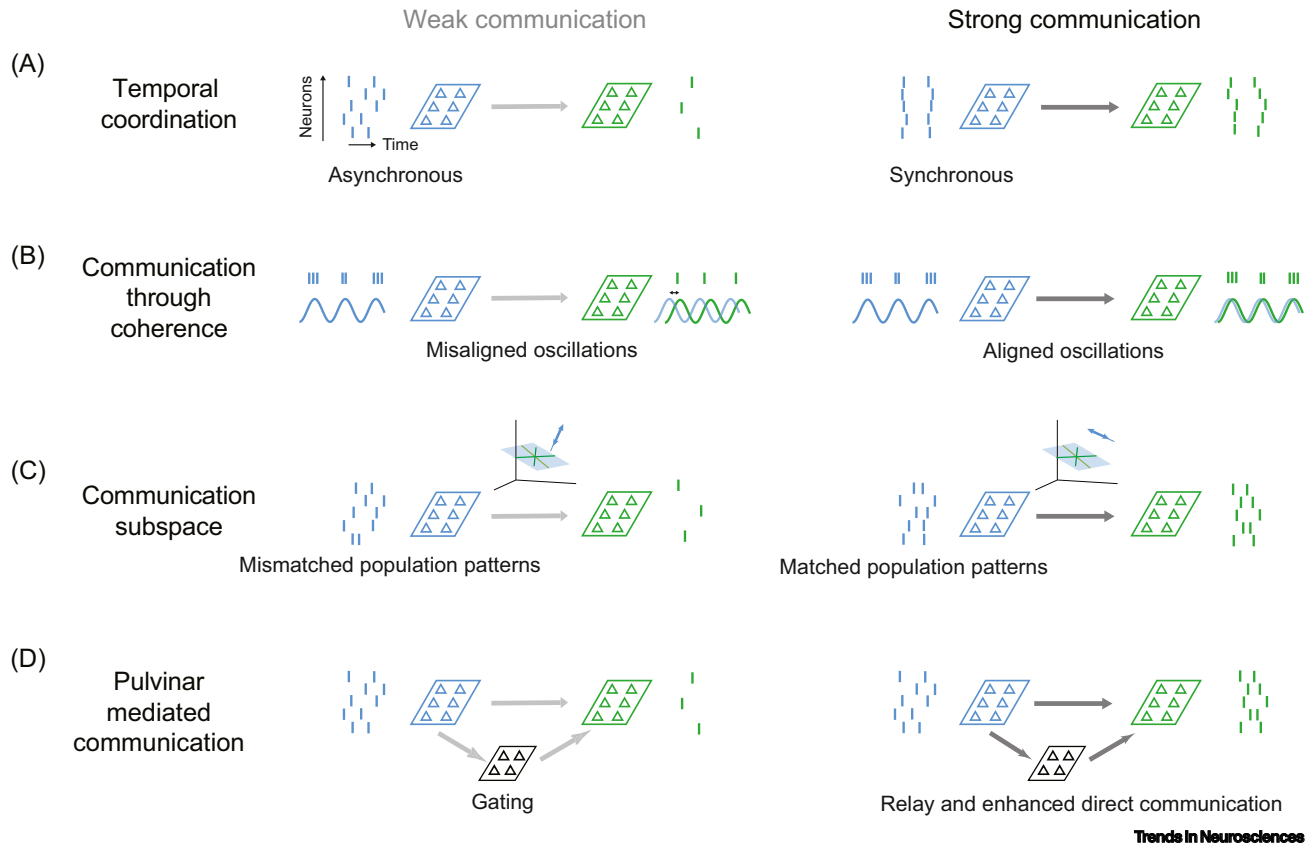 Weak communication
Strong communication
(A)
Temporal
coordination
Neurons
Time
Asynchronous
Synchronous
(B)
Communication
through
coherence
Misaligned oscillations
Aligned oscillations
(C)
Communication
subspace
Mismatched population patterns
Matched population patterns
(D)
Pulvinar
mediated
communication
Gating
Relay and enhanced direct communication
Trends in Neurosciences